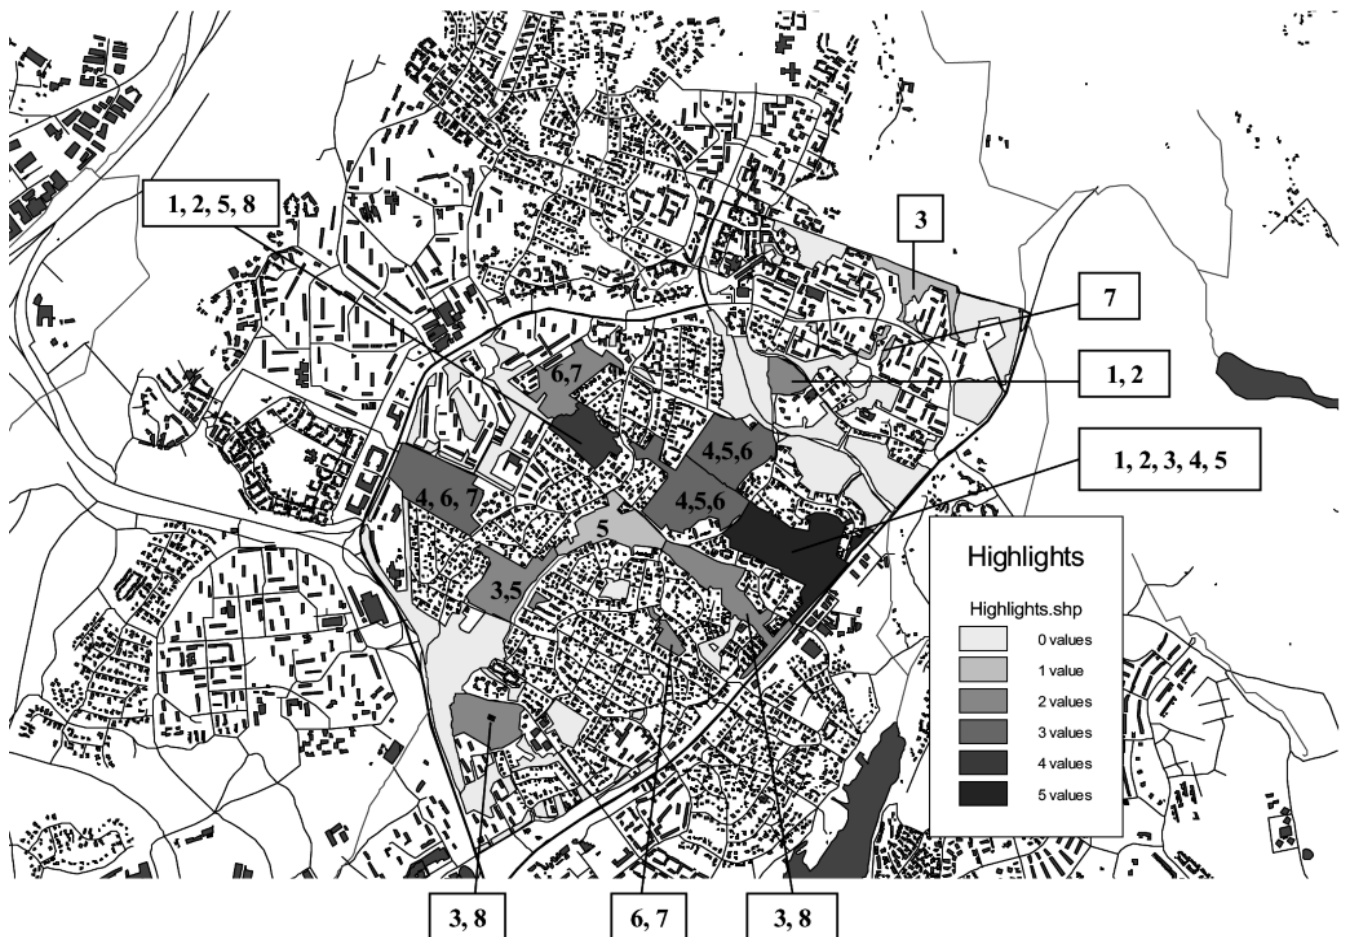 1, 2, 5, 8
3
7
6,7
1, 2
4,5,6
1, 2, 3, 4, 5
4, 6, 7
4,5,6
5
3,5
Highlights
Highlights.shp
0 values
1 value
2 values
3 values
4 values
5 values
3, 8
6, 7
3, 8